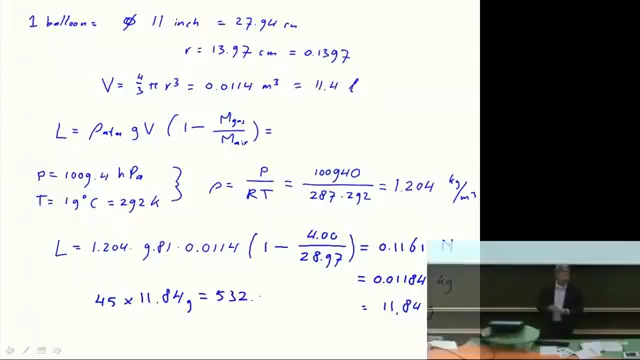 1 balloon = ⌀ 11 inch = 27.94 cm
r = 13.97 cm = 0.1397
V = 4/3 π r³ = 0.0114 m³ = 11.4 l
L = ρatm g V (1 − Mgas/Mair) =
P = 1009.4 hPa
T = 19°C = 292 K
ρ = P/RT = 100940/287·292 = 1.204 kg/m³
L = 1.204 · 9.81 · 0.0114 (1 − 4.00/28.97) = 0.1161 N
= 0.01184 kg
= 11.84 g
45 × 11.84 g = 532.